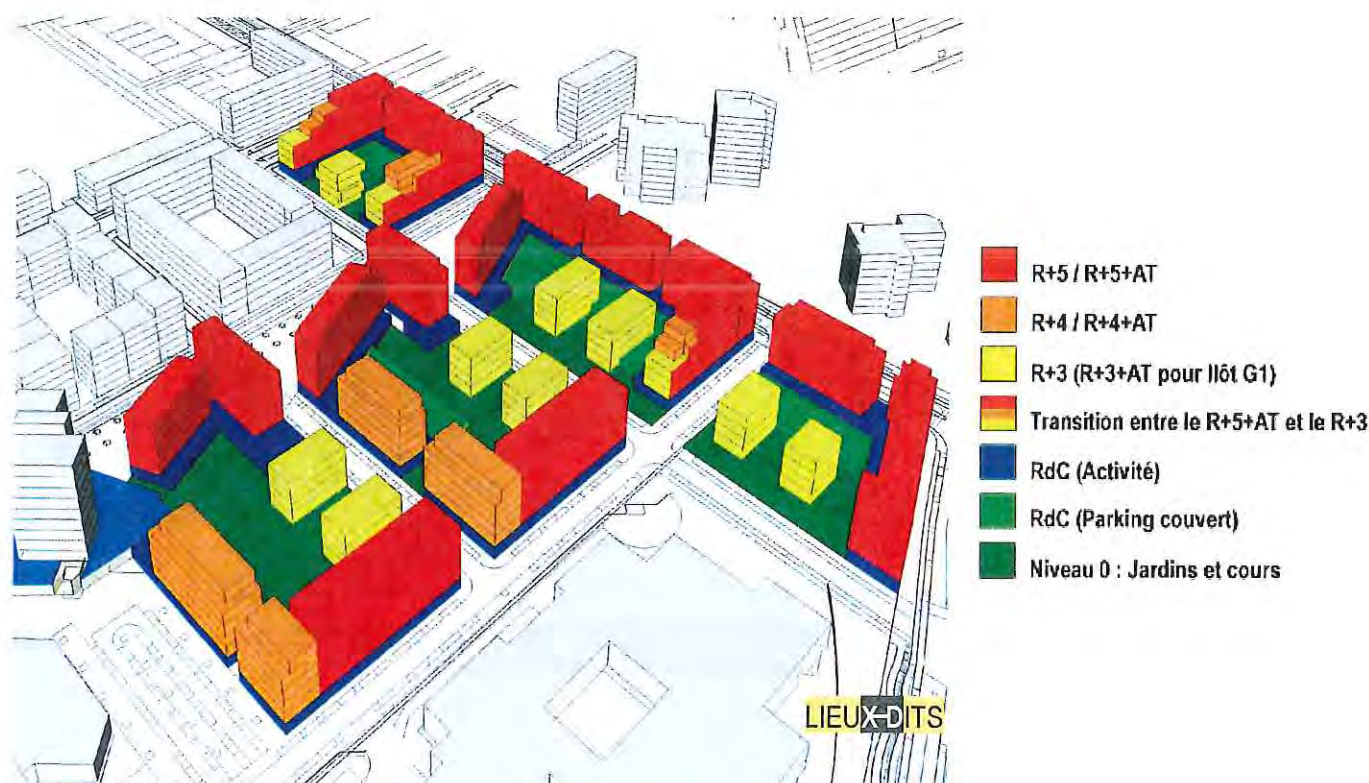 R+5 / R+5+AT
R+4 / R+4+AT
R+3 (R+3+AT pour Ilôt G1)
Transition entre le R+5+AT et le R+3
RdC (Activité)
RdC (Parking couvert)
Niveau 0 : Jardins et cours
LIEUX-DITS